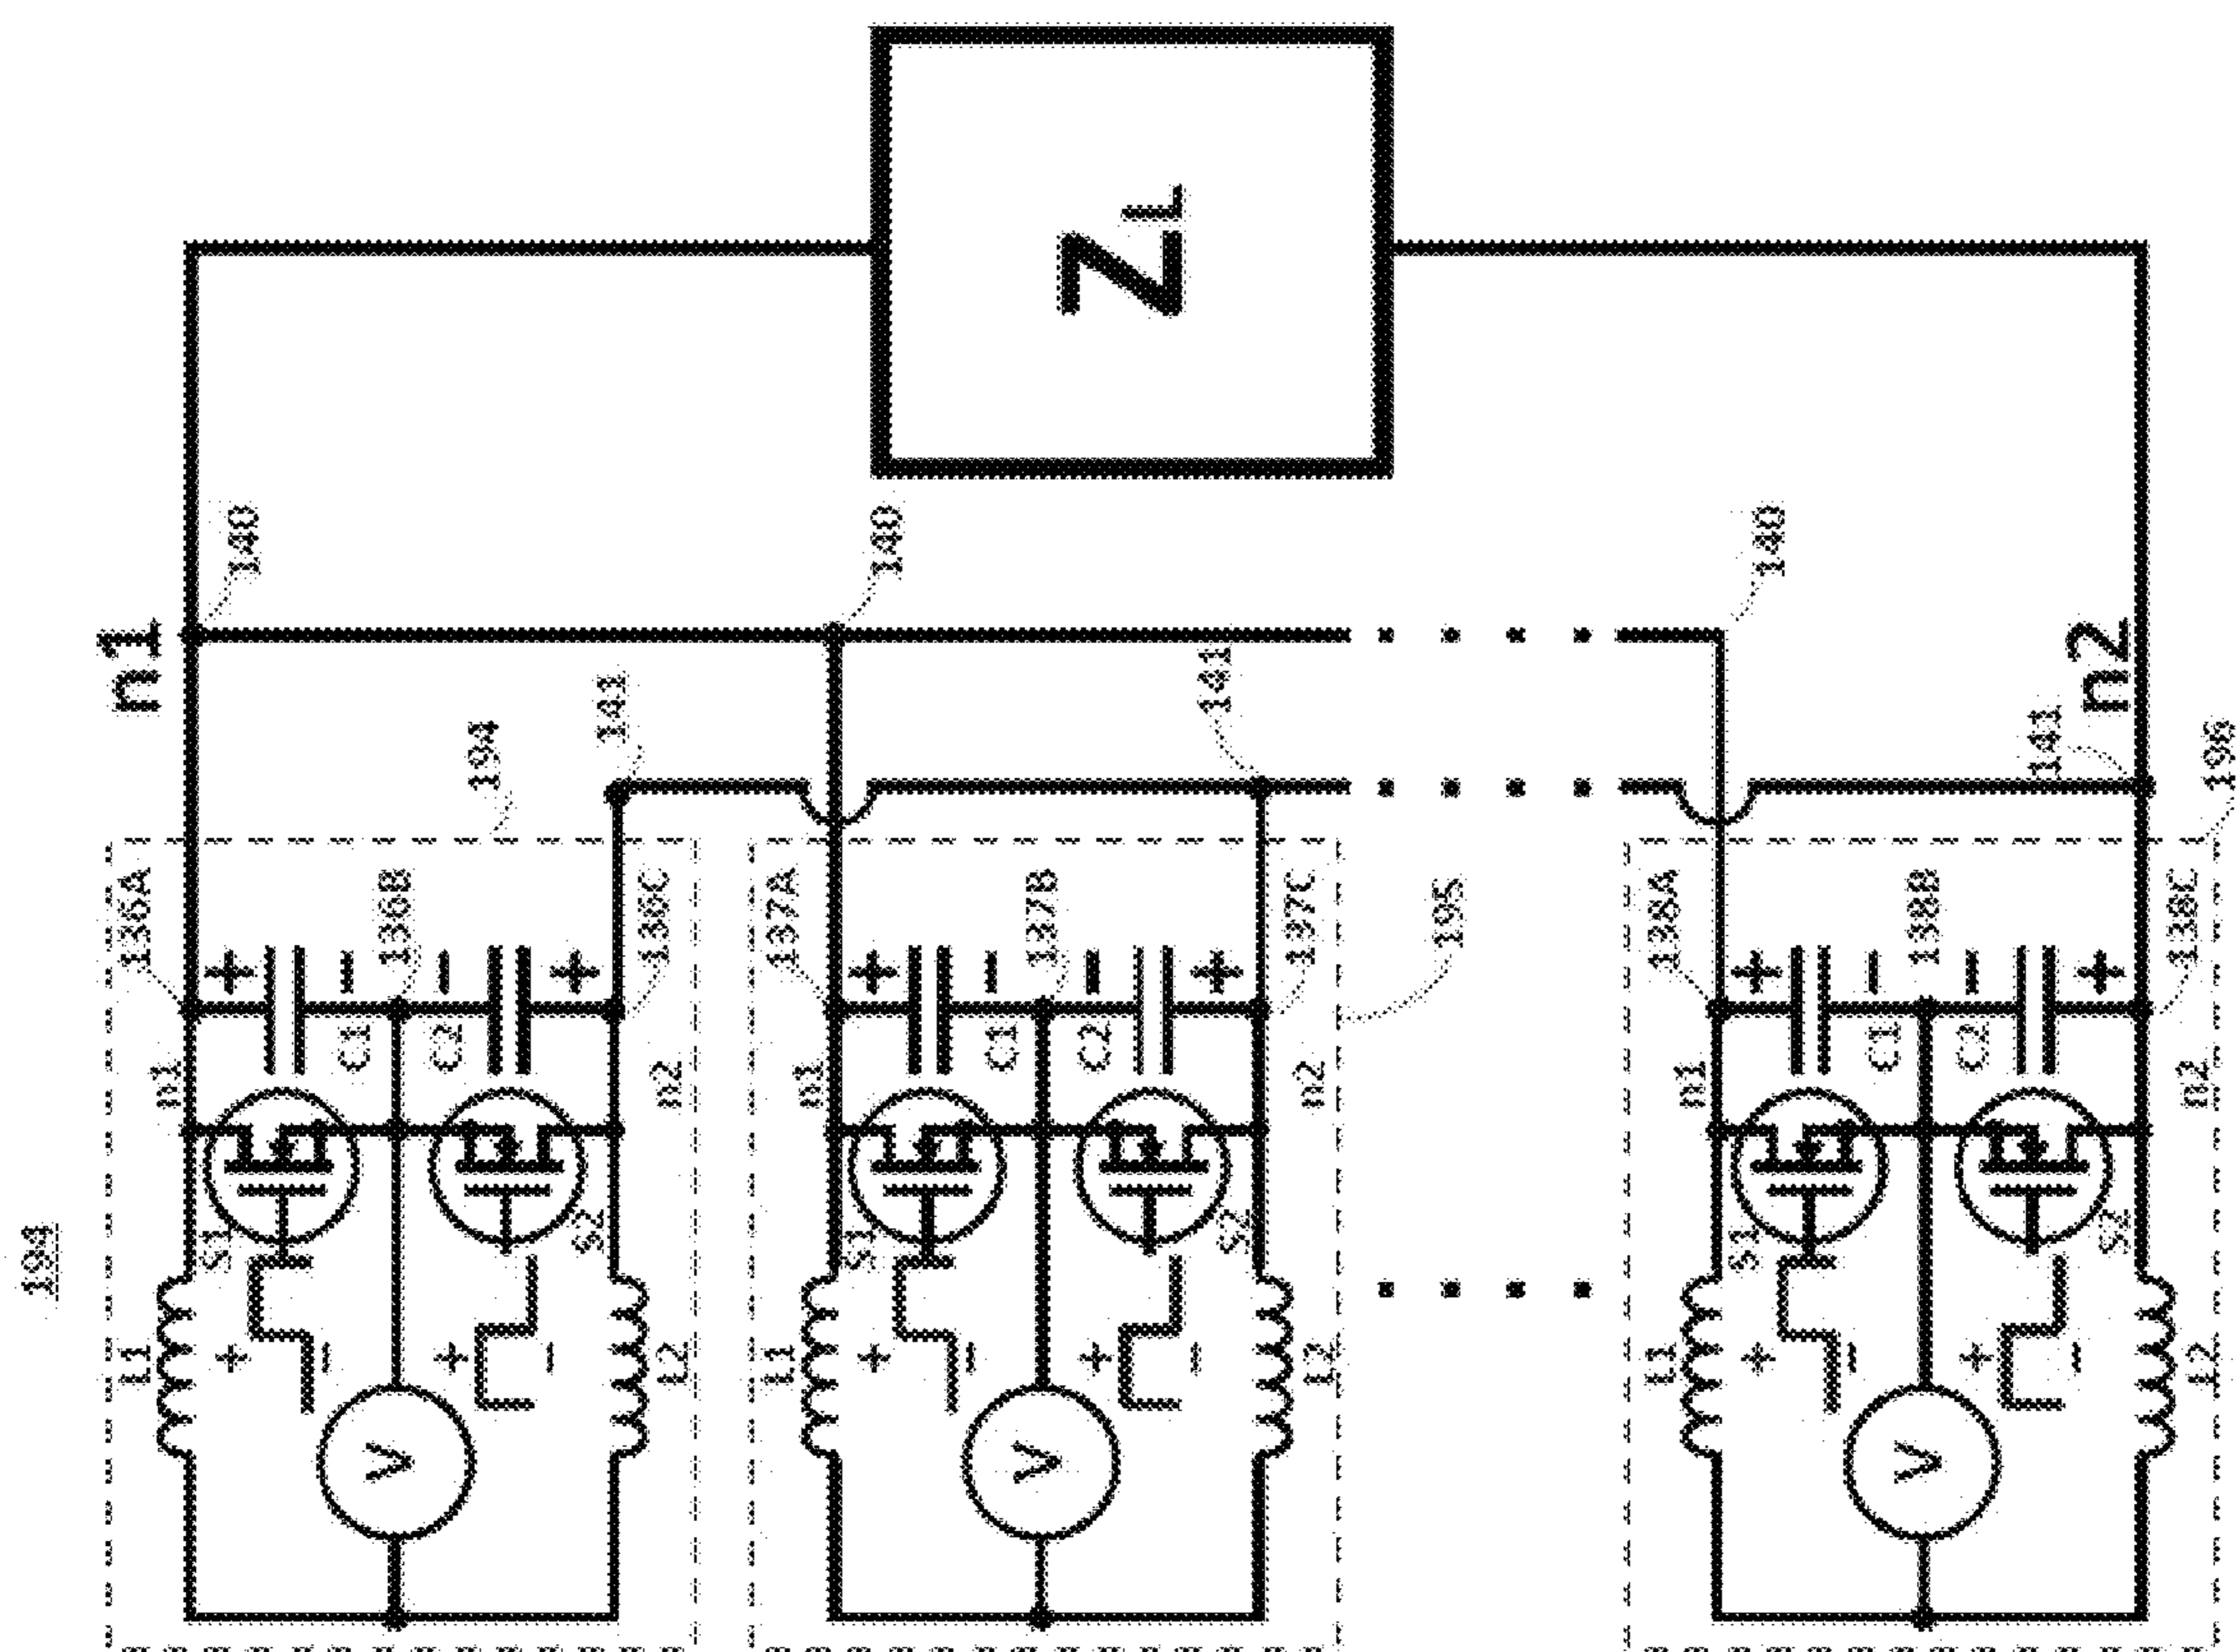 194
n1
n2
Z_L
140
140
140
141
141
141
194
195
196
136A
136B
136C
137A
137B
137C
138A
138B
138C
+
−
−
+
+
−
−
+
+
−
−
+
n1
C1
C2
n2
n1
C1
C2
n2
n1
C1
C2
n2
S1
S2
S1
S2
S1
S2
L1
+
-
+
-
L2
L1
+
-
+
-
L2
L1
+
-
+
-
L2
V
V
V